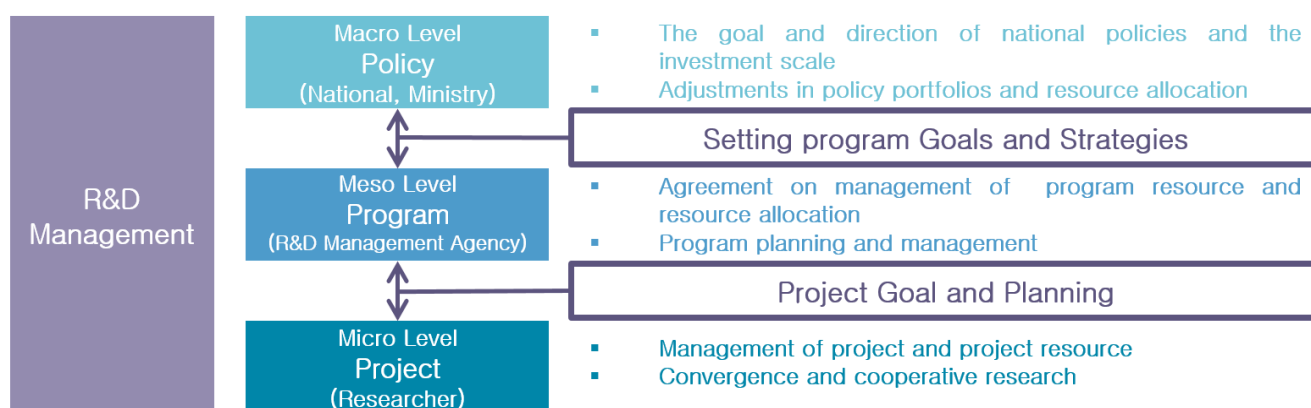 R&D
Management
Macro Level
Policy
(National, Ministry)
▪ The goal and direction of national policies and the
investment scale
▪ Adjustments in policy portfolios and resource allocation
Setting program Goals and Strategies
Meso Level
Program
(R&D Management Agency)
▪ Agreement on management of program resource and
resource allocation
▪ Program planning and management
Project Goal and Planning
Micro Level
Project
(Researcher)
▪ Management of project and project resource
▪ Convergence and cooperative research